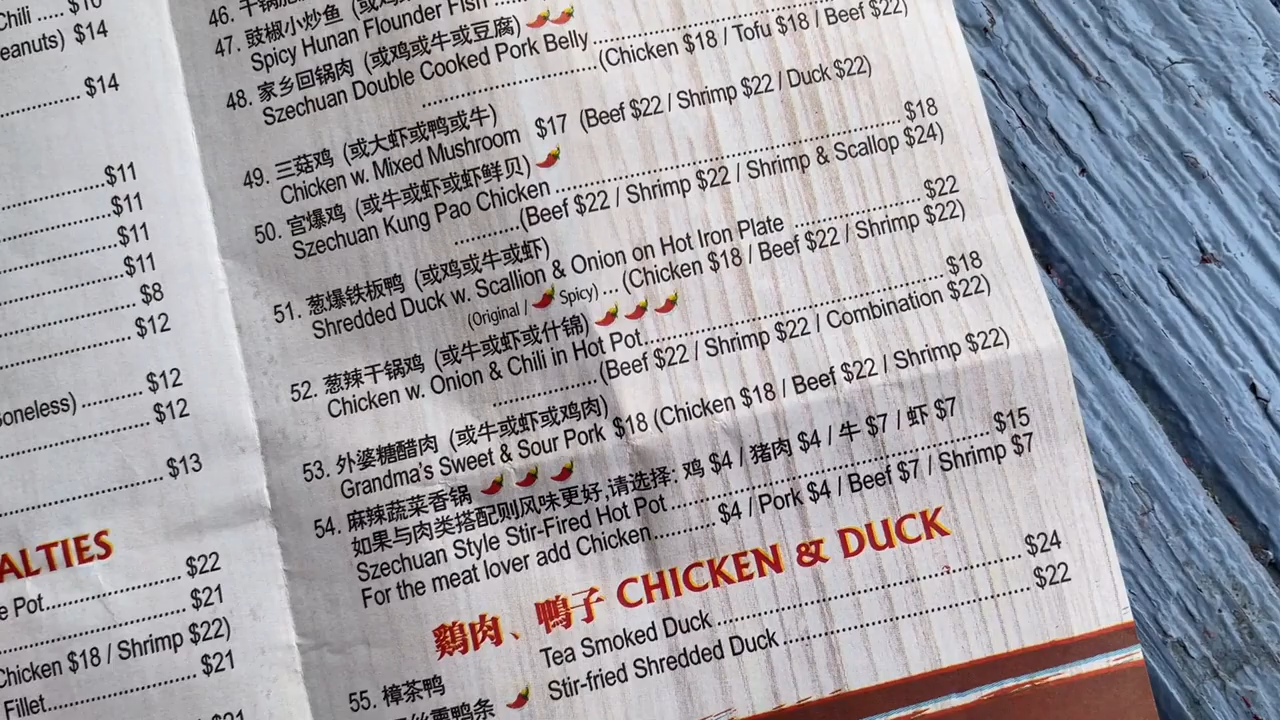 Chili ..... $10
eanuts) $14
$14
$11
$11
$11
$11
$8
$12
oneless) .......... $12
$12
$13
ALTIES
$22
e Pot
$21
Chicken $18 / Shrimp $22)
$21
Fillet
$21
46.
47. 豉椒小炒鱼
Spicy Hunan Flounder Fish
48. 家乡回锅肉 (或鸡或牛或豆腐)
Szechuan Double Cooked Pork Belly
(Chicken $18 / Tofu $18 / Beef $22)
49. 三菇鸡 (或大虾或鸭或牛)
Chicken w. Mixed Mushroom $17 (Beef $22 / Shrimp $22 / Duck $22)
50. 宫爆鸡 (或牛或虾或虾鲜贝)
Szechuan Kung Pao Chicken $18
(Beef $22 / Shrimp $22 / Shrimp & Scallop $24)
51. 葱爆铁板鸭 (或鸡或牛或虾)
Shredded Duck w. Scallion & Onion on Hot Iron Plate $22
(Original / Spicy) ... (Chicken $18 / Beef $22 / Shrimp $22)
52. 葱辣干锅鸡 (或牛或虾或什锦)
Chicken w. Onion & Chili in Hot Pot $18
(Beef $22 / Shrimp $22 / Combination $22)
53. 外婆糖醋肉 (或牛或虾或鸡肉)
Grandma's Sweet & Sour Pork $18 (Chicken $18 / Beef $22 / Shrimp $22)
54. 麻辣蔬菜香锅
如果与肉类搭配则风味更好,请选择: 鸡 $4 / 猪肉 $4 / 牛 $7 / 虾 $7
Szechuan Style Stir-Fired Hot Pot $15
For the meat lover add Chicken $4 / Pork $4 / Beef $7 / Shrimp $7
鷄肉、鴨子 CHICKEN & DUCK
55. 樟茶鸭 Tea Smoked Duck $24
Stir-fried Shredded Duck $22